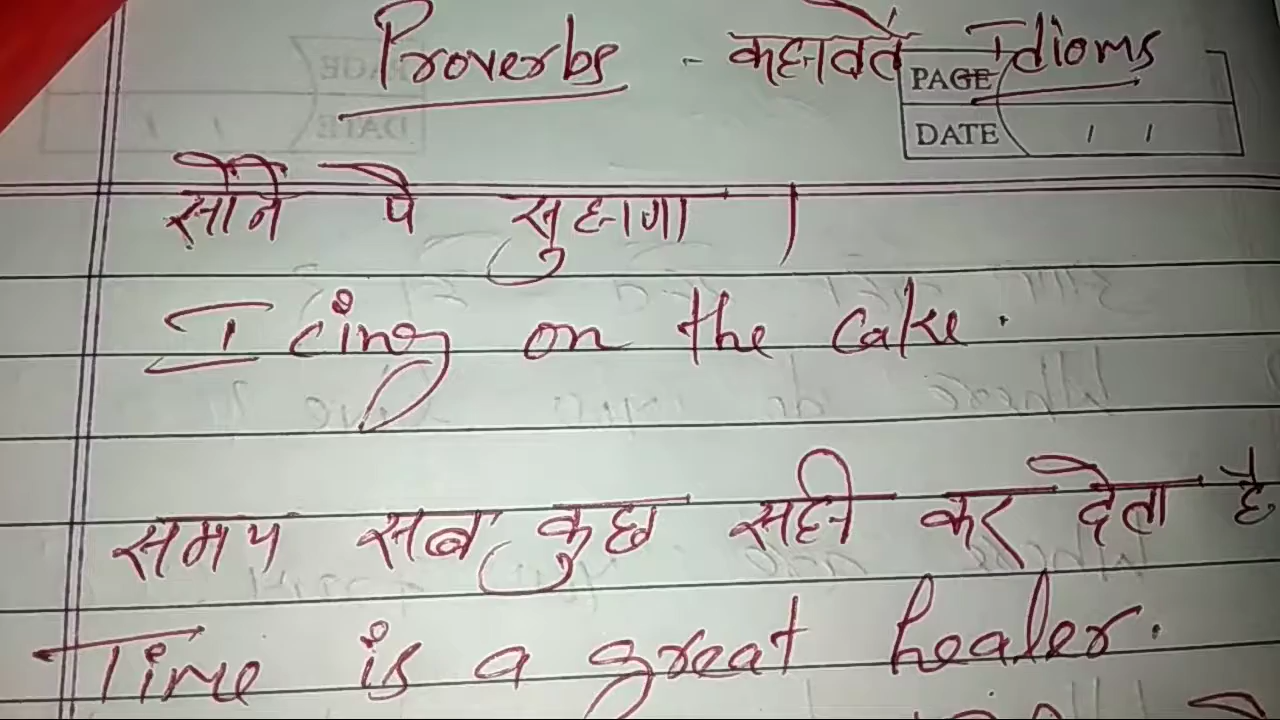 Proverbs - कहावतें Idioms
PAGE
DATE / /
सोने पे सुहागा |
Icing on the cake.
समय सब कुछ सही कर देता है
Time is a great healer.